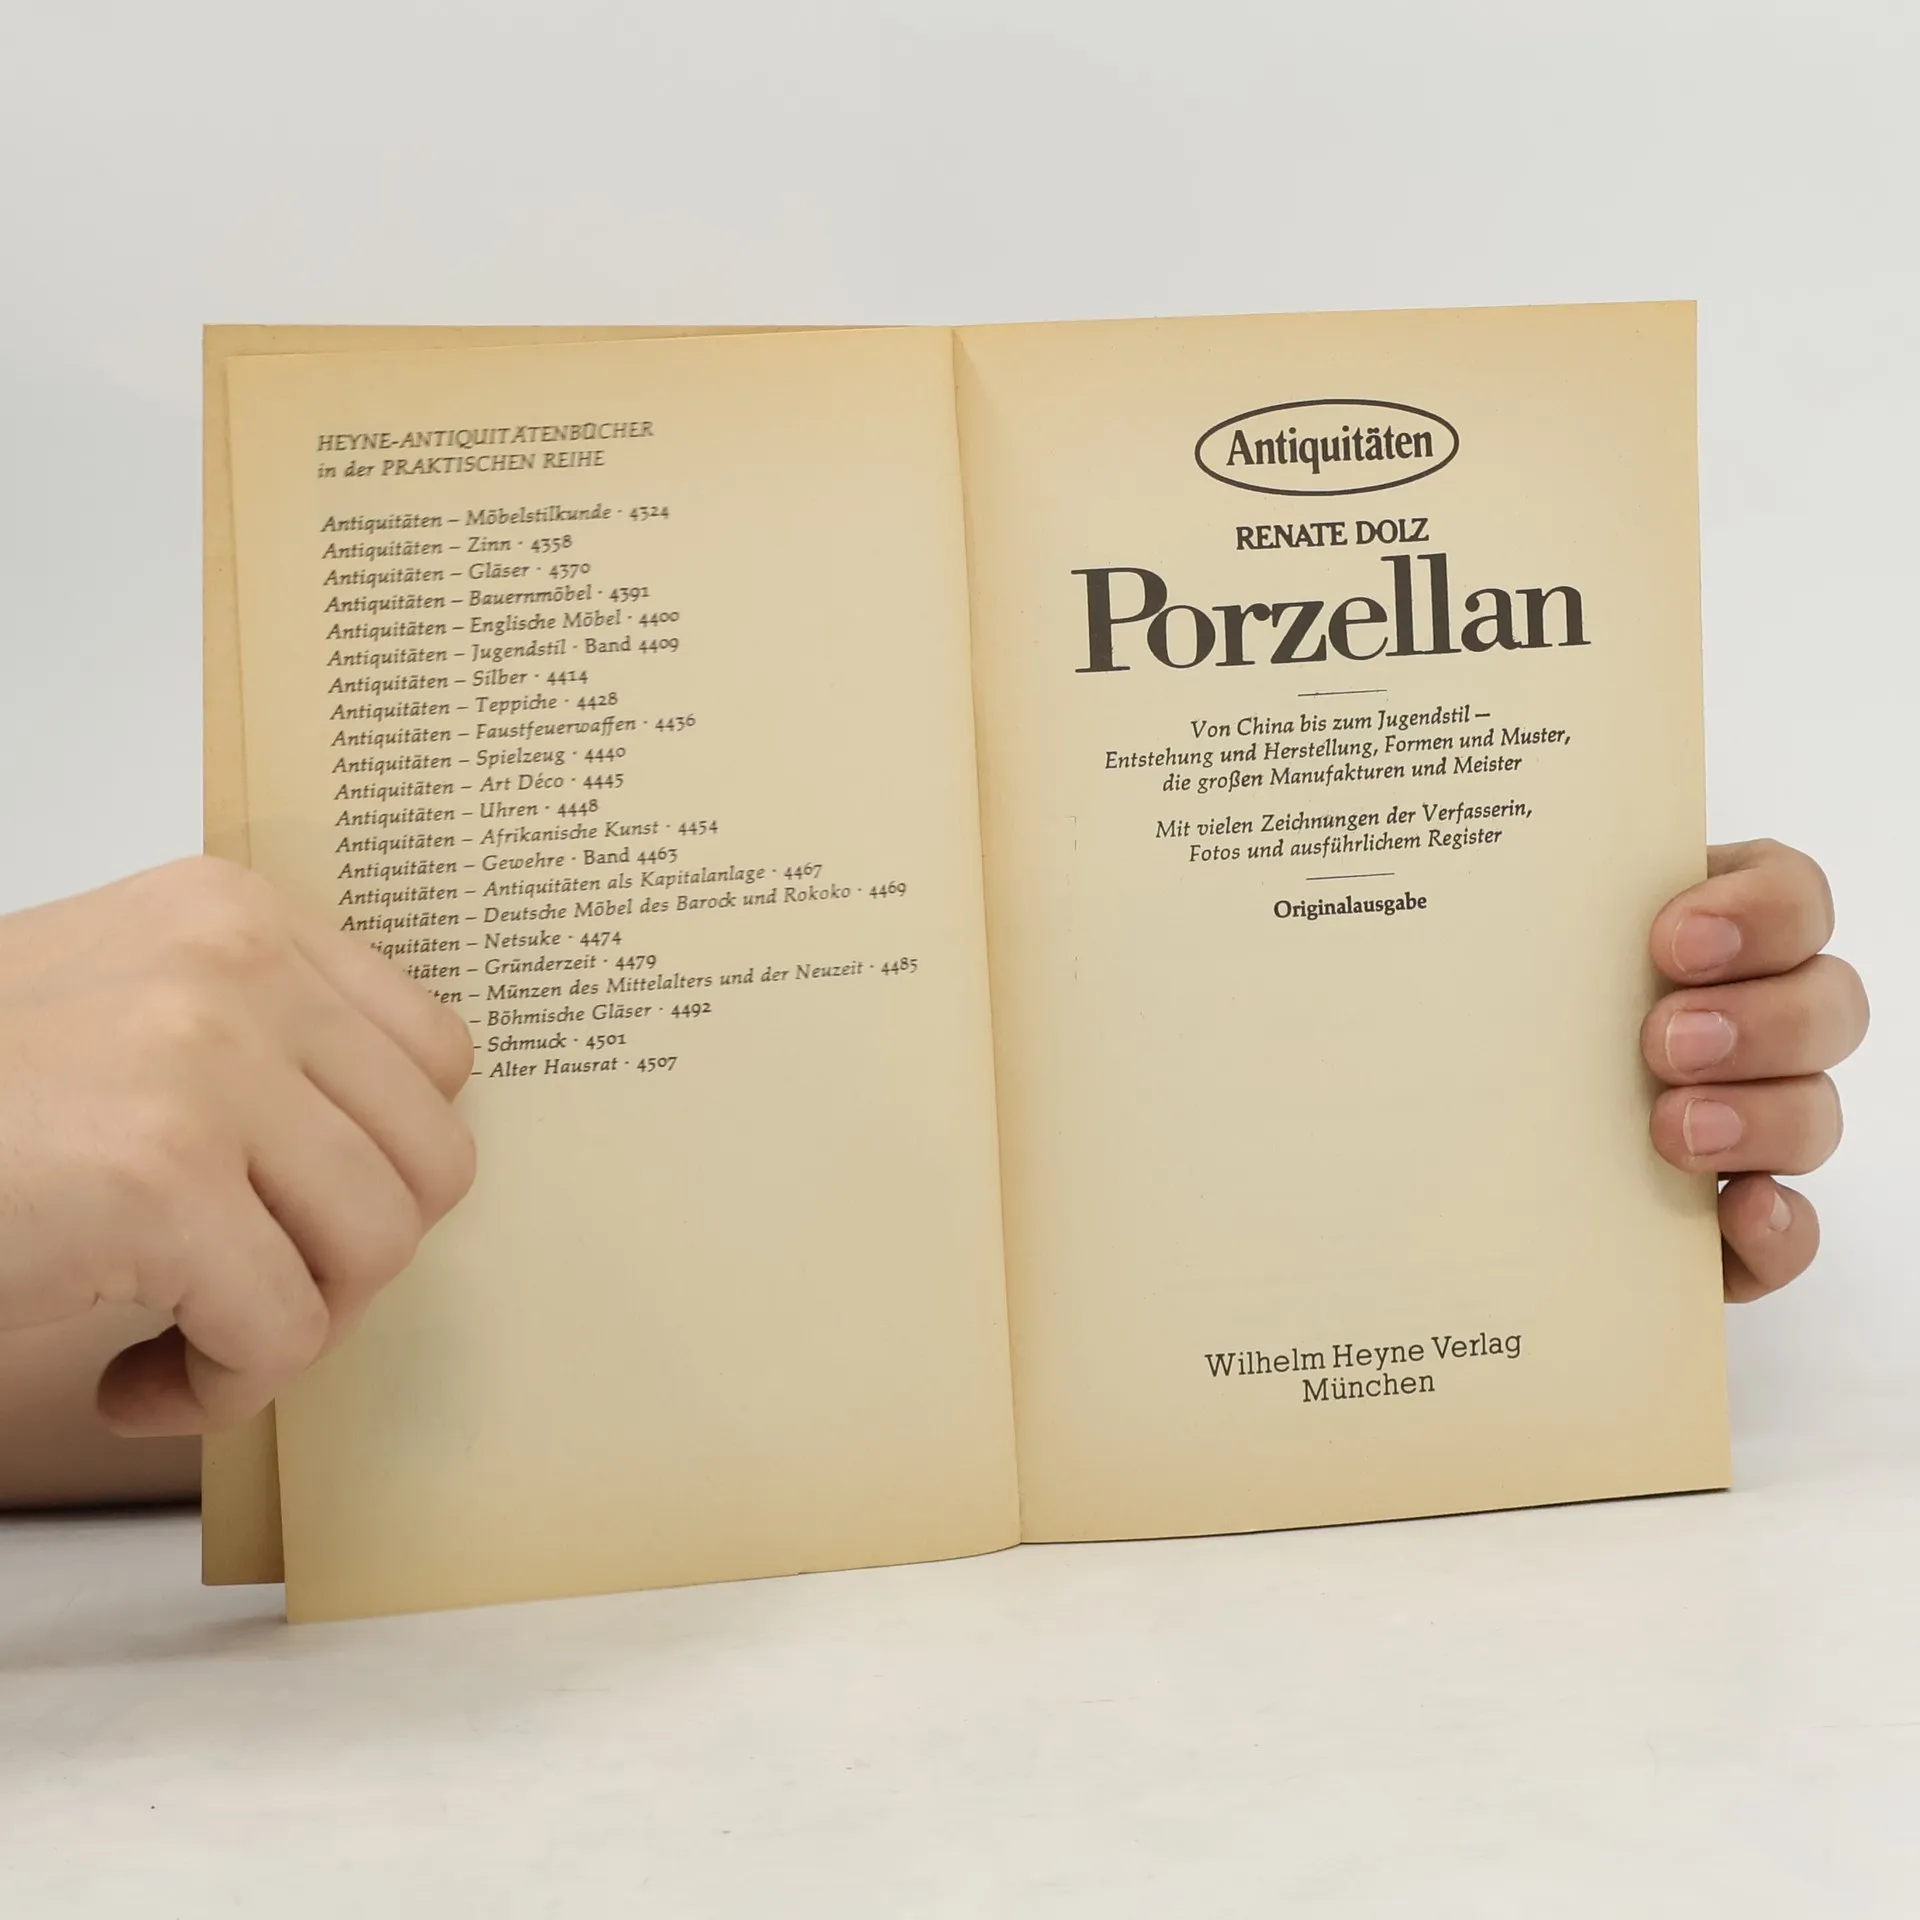 HEYNE-ANTIQUITÄTENBÜCHER
in der PRAKTISCHEN REIHE
Antiquitäten – Möbelstilkunde · 4324
Antiquitäten – Zinn · 4358
Antiquitäten – Gläser · 4370
Antiquitäten – Bauernmöbel · 4391
Antiquitäten – Englische Möbel · 4400
Antiquitäten – Jugendstil · Band 4409
Antiquitäten – Silber · 4414
Antiquitäten – Teppiche · 4428
Antiquitäten – Faustfeuerwaffen · 4436
Antiquitäten – Spielzeug · 4440
Antiquitäten – Art Déco · 4445
Antiquitäten – Uhren · 4448
Antiquitäten – Afrikanische Kunst · 4454
Antiquitäten – Gewehre · Band 4463
Antiquitäten – Antiquitäten als Kapitalanlage · 4467
Antiquitäten – Deutsche Möbel des Barock und Rokoko · 4469
iquitäten – Netsuke · 4474
itäten – Gründerzeit · 4479
ten – Münzen des Mittelalters und der Neuzeit · 4485
– Böhmische Gläser · 4492
– Schmuck · 4501
– Alter Hausrat · 4507
Antiquitäten
RENATE DOLZ
Porzellan
Von China bis zum Jugendstil –
Entstehung und Herstellung, Formen und Muster,
die großen Manufakturen und Meister
Mit vielen Zeichnungen der Verfasserin,
Fotos und ausführlichem Register
Originalausgabe
Wilhelm Heyne Verlag
München